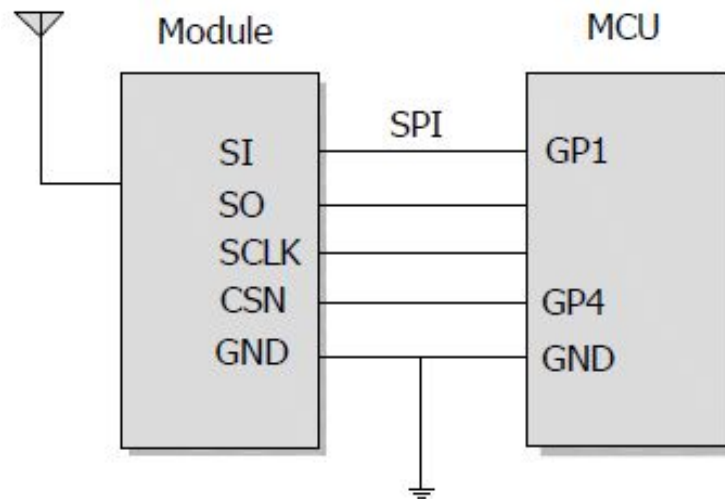 Module
MCU
SPI
SI
GP1
SO
SCLK
CSN
GP4
GND
GND